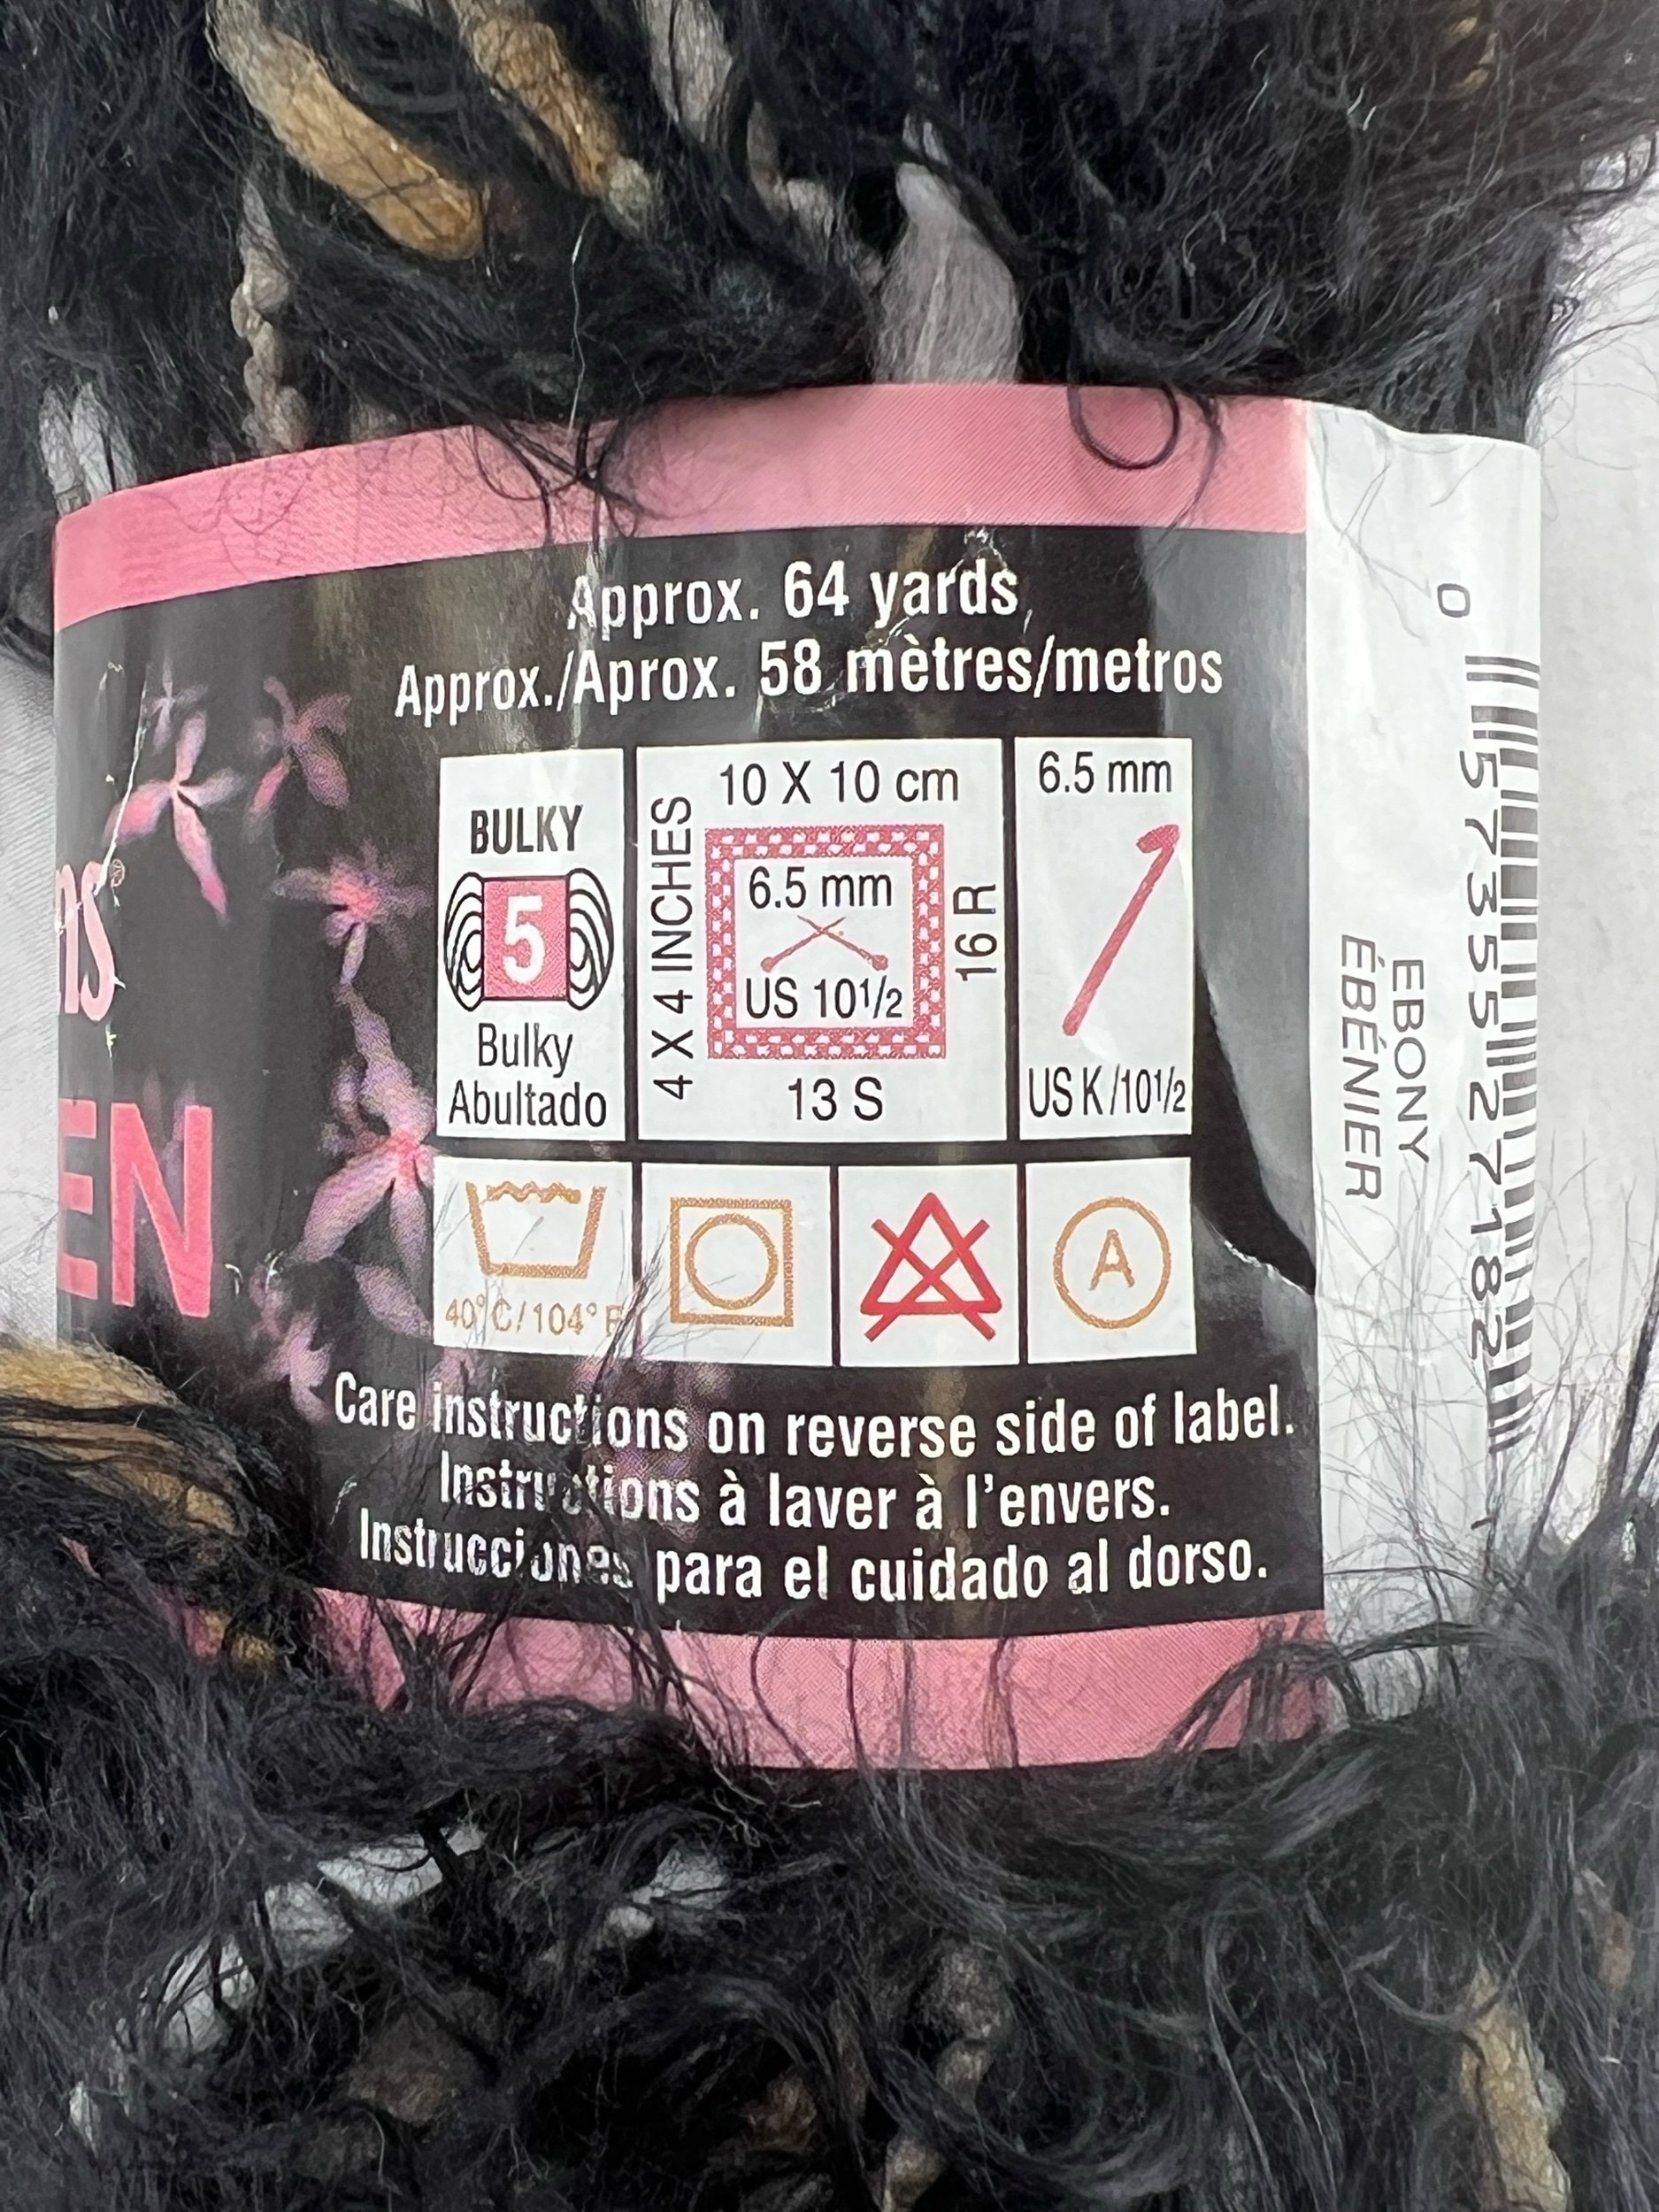 Approx. 64 yards
Approx./Aprox. 58 mètres/metros
BULKY
5
Bulky
Abultado
10 X 10 cm
4 X 4 INCHES
6.5 mm
US 10½
16 R
13 S
6.5 mm
US K/10½
40°C/104° F
A
Care instructions on reverse side of label.
Instructions à laver à l'envers.
Instrucciones para el cuidado al dorso.
ns®
EN
EBONY
ÉBÉNIER
0 57355 27182